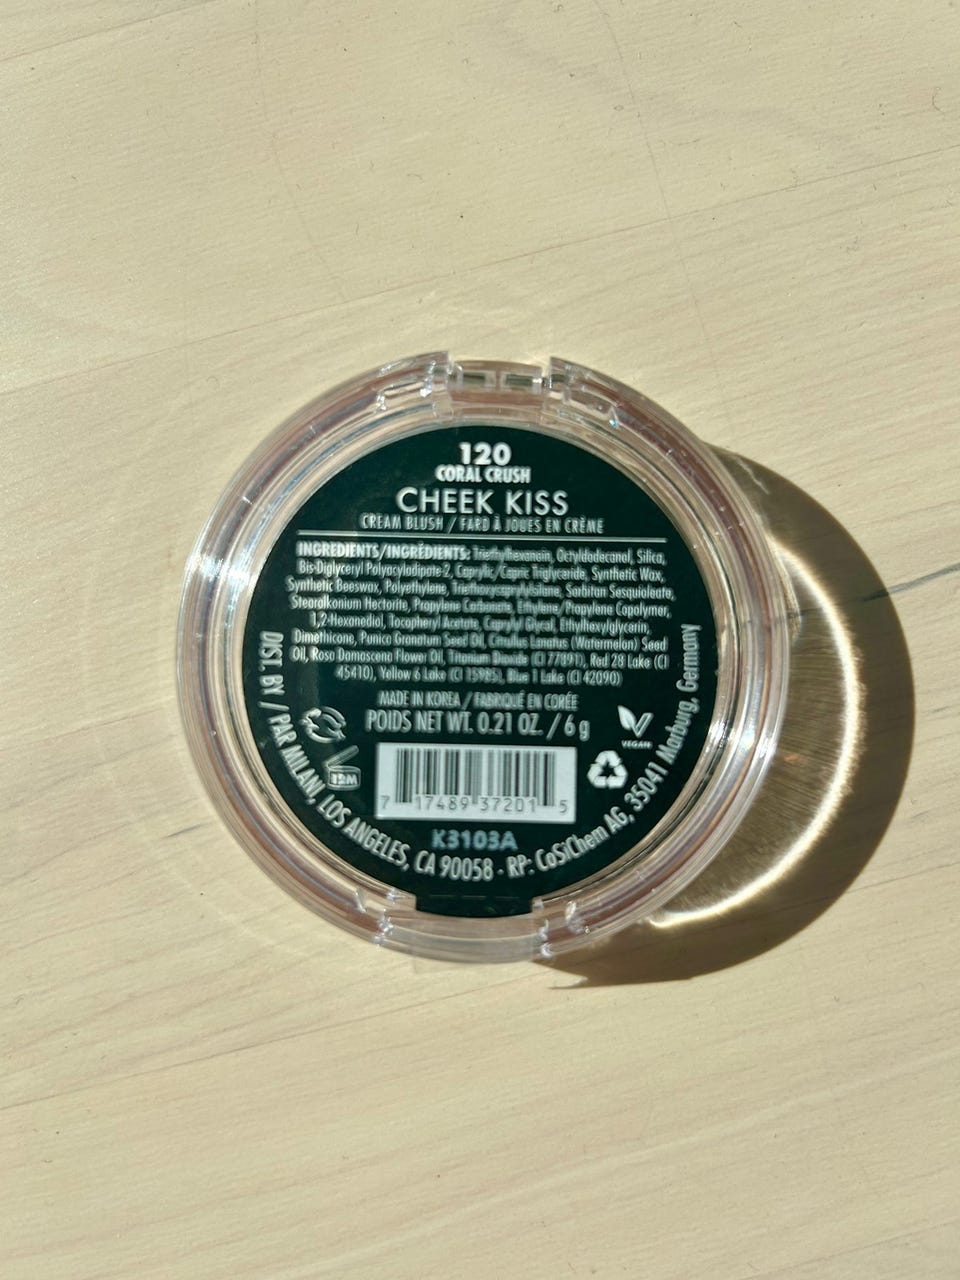 120
CORAL CRUSH
CHEEK KISS
CREAM BLUSH / FARD À JOUES EN CRÈME
INGREDIENTS/INGRÉDIENTS: Triethylhexanoin, Octyldodecanol, Silica,
Bis-Diglyceryl Polyacyladipate-2, Caprylic/Capric Triglyceride, Synthetic Wax,
Synthetic Beeswax, Polyethylene, Triethoxycaprylylsilane, Sorbitan Sesquioleate,
Stearalkonium Hectorite, Propylene Carbonate, Ethylene/Propylene Copolymer,
1,2-Hexanediol, Tocopheryl Acetate, Caprylyl Glycol, Ethylhexylglycerin,
Dimethicone, Punica Granatum Seed Oil, Citrullus Lanatus (Watermelon) Seed
Oil, Rosa Damascena Flower Oil, Titanium Dioxide (CI 77891), Red 28 Lake (CI
45410), Yellow 6 Lake (CI 15985), Blue 1 Lake (CI 42090)
MADE IN KOREA / FABRIQUÉ EN CORÉE
POIDS NET WT. 0.21 OZ. / 6 g
12M
VEGAN
7 17489 37201 5
K3103A
DIST. BY / PAR MILANI, LOS ANGELES, CA 90058 · RP: CoSiChem AG, 35041 Marburg, Germany